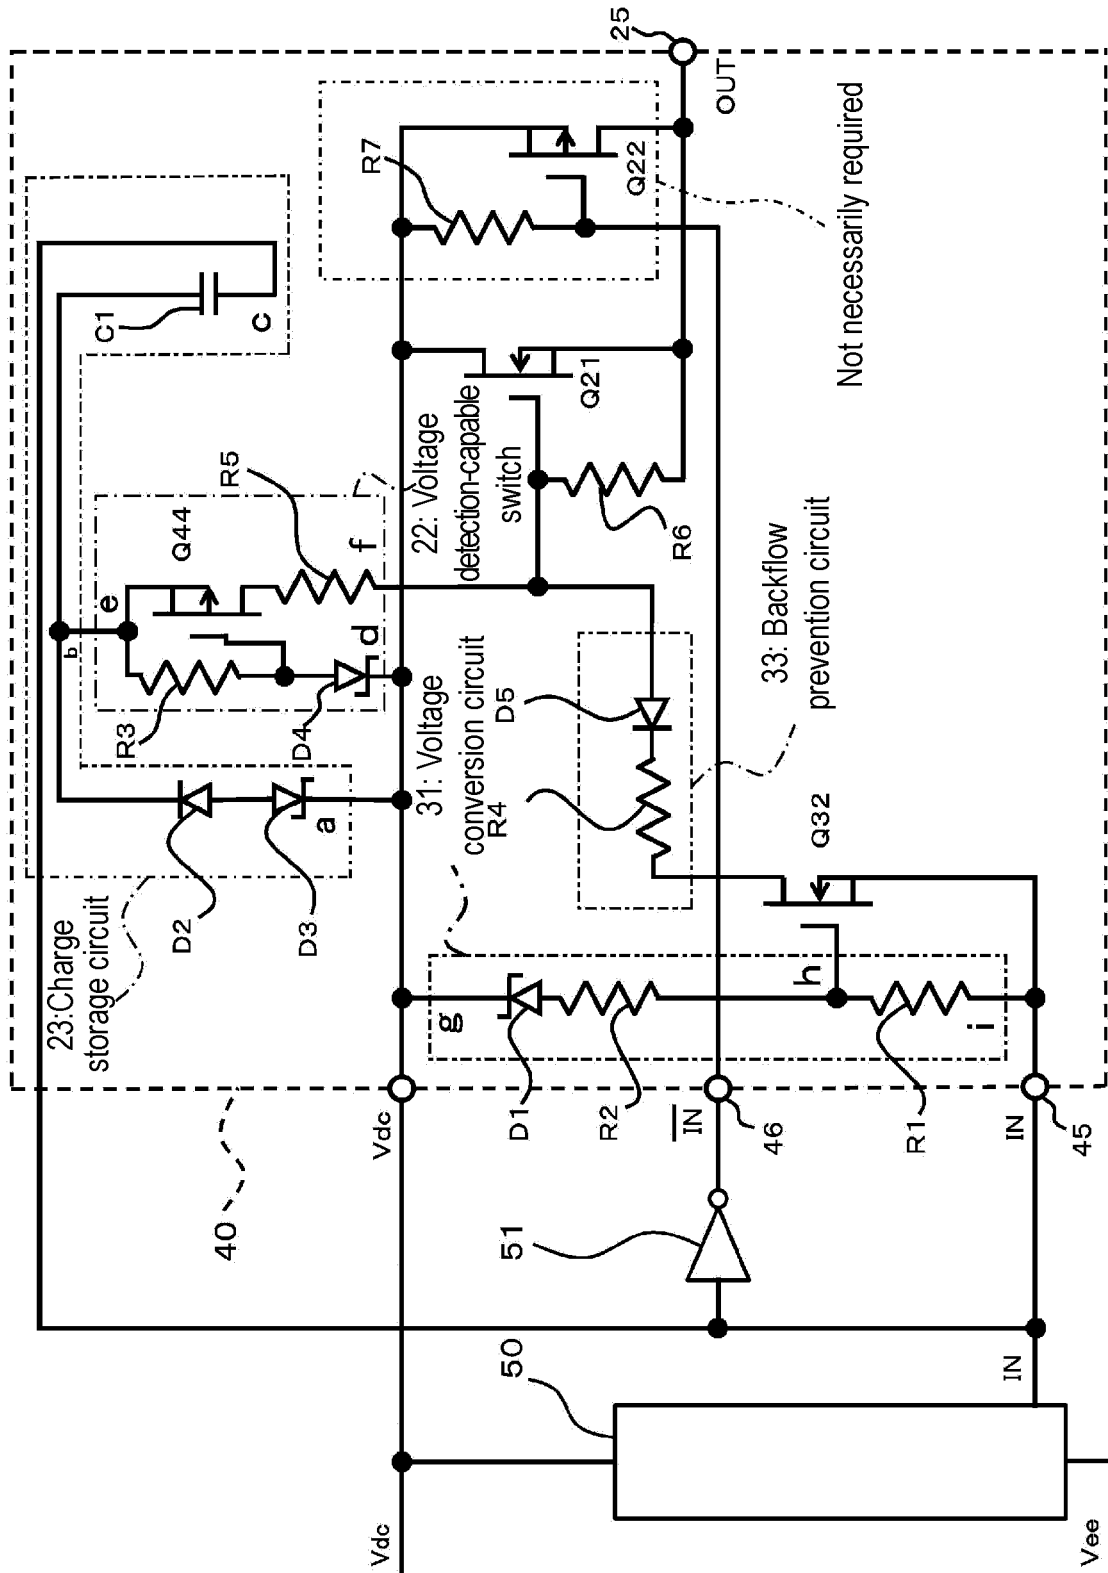 23:Charge
storage circuit
C1
c
b
e
Q44
R5
f
d
R3
D4
D2
D3
a
22: Voltage
detection-capable
switch
R7
Q22
Q21
R6
25
OUT
Not necessarily required
31: Voltage
conversion circuit
R4
D5
33: Backflow
prevention circuit
Q32
g
h
i
D1
R2
R1
40
Vdc
IN
46
IN
45
51
50
IN
Vdc
Vee